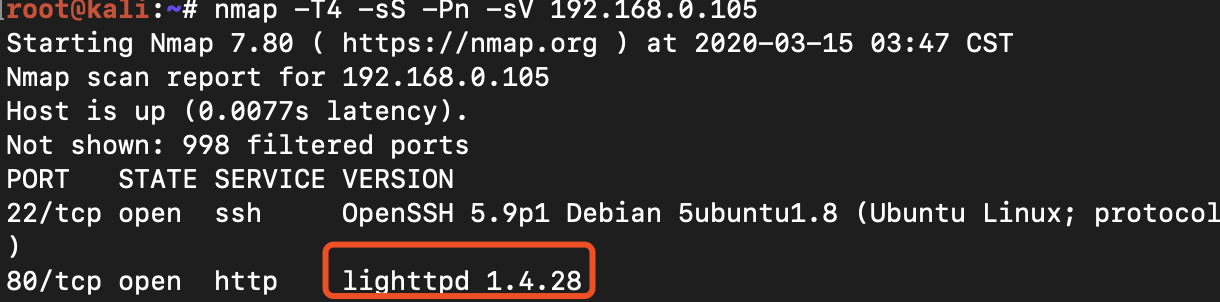 root@kali:~# nmap -T4 -sS -Pn -sV 192.168.0.105
Starting Nmap 7.80 ( https://nmap.org ) at 2020-03-15 03:47 CST
Nmap scan report for 192.168.0.105
Host is up (0.0077s latency).
Not shown: 998 filtered ports
PORT   STATE SERVICE VERSION
22/tcp open  ssh     OpenSSH 5.9p1 Debian 5ubuntu1.8 (Ubuntu Linux; protocol
)
80/tcp open  http    lighttpd 1.4.28